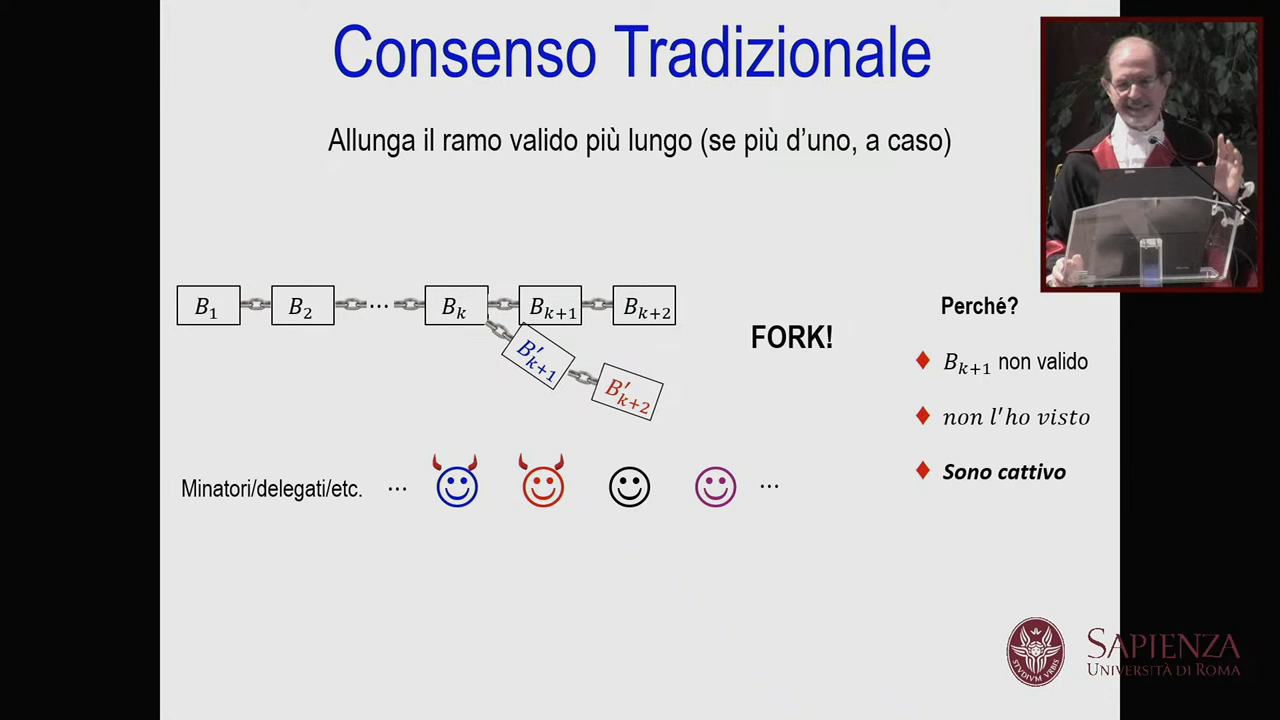 Consenso Tradizionale
Allunga il ramo valido più lungo (se più d'uno, a caso)
B₁ B₂ ... Bₖ Bₖ₊₁ Bₖ₊₂
B′ₖ₊₁
B′ₖ₊₂
FORK!
Perché?
Bₖ₊₁ non valido
non l'ho visto
Sono cattivo
Minatori/delegati/etc. ... ...
STVDIVM VRBIS
SAPIENZA
UNIVERSITÀ DI ROMA